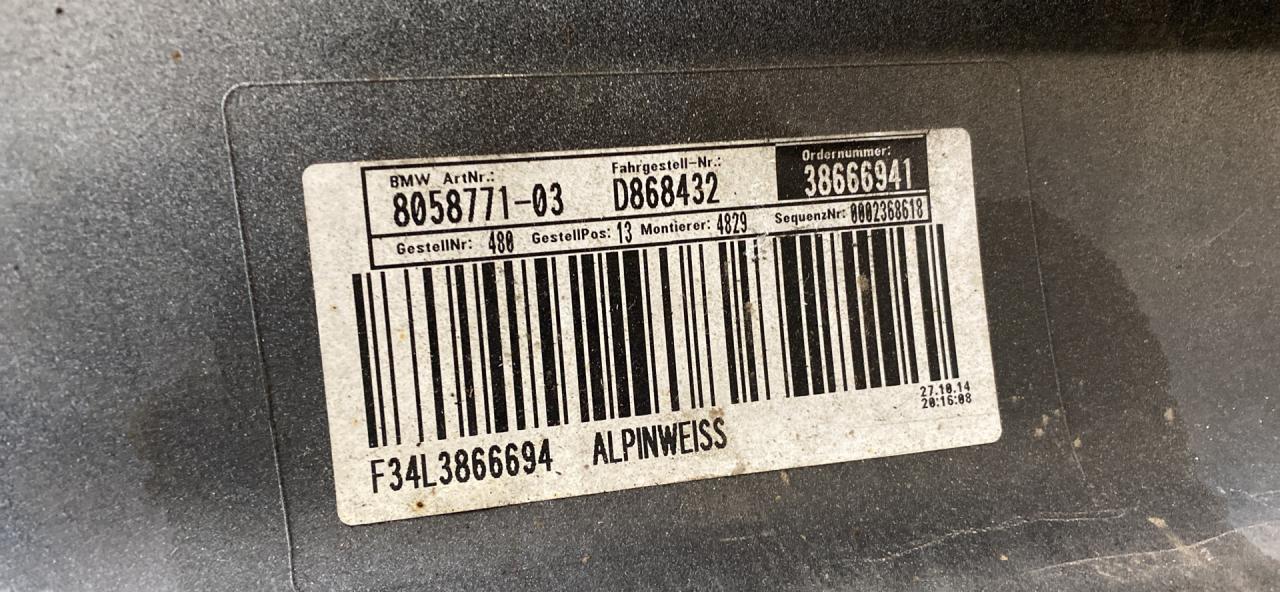 BMW ArtNr.: Fahrgestell-Nr.: Ordernummer:
8058771-03 D868432 38666941
GestellNr: 480 GestellPos: 13 Montierer: 4829 SequenzNr: 0002368618
27.10.14
20:16:08
F34L3866694 ALPINWEISS